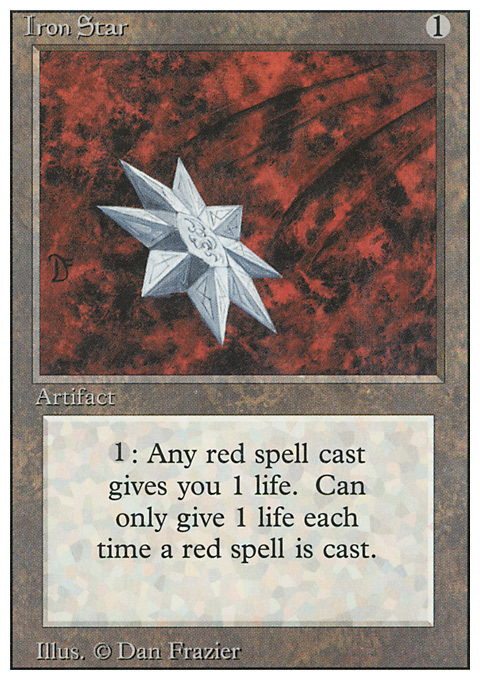 Iron Star 1
DF
Artifact
1: Any red spell cast
gives you 1 life. Can
only give 1 life each
time a red spell is cast.
Illus. © Dan Frazier